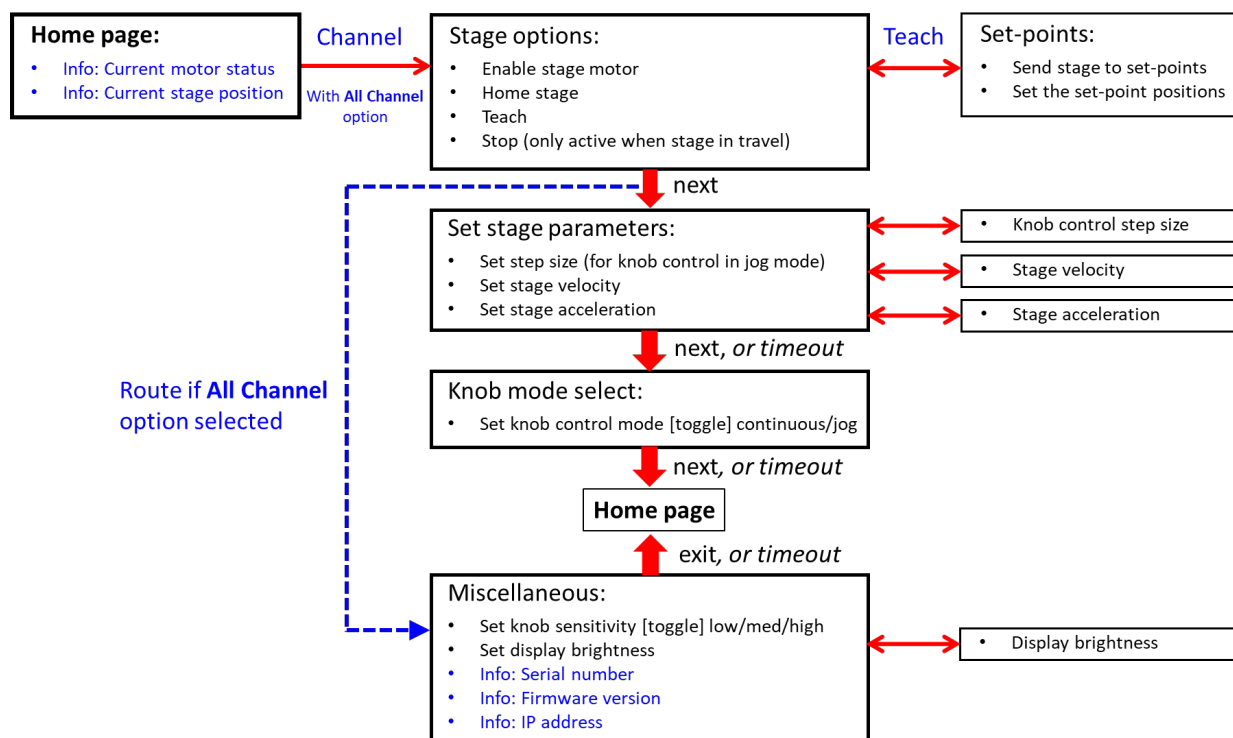 Home page:
• Info: Current motor status
• Info: Current stage position
Channel
With All Channel
option
Stage options:
• Enable stage motor
• Home stage
• Teach
• Stop (only active when stage in travel)
Teach
Set-points:
• Send stage to set-points
• Set the set-point positions
next
Set stage parameters:
• Set step size (for knob control in jog mode)
• Set stage velocity
• Set stage acceleration
• Knob control step size
• Stage velocity
• Stage acceleration
next, or timeout
Route if All Channel
option selected
Knob mode select:
• Set knob control mode [toggle] continuous/jog
next, or timeout
Home page
exit, or timeout
Miscellaneous:
• Set knob sensitivity [toggle] low/med/high
• Set display brightness
• Info: Serial number
• Info: Firmware version
• Info: IP address
• Display brightness